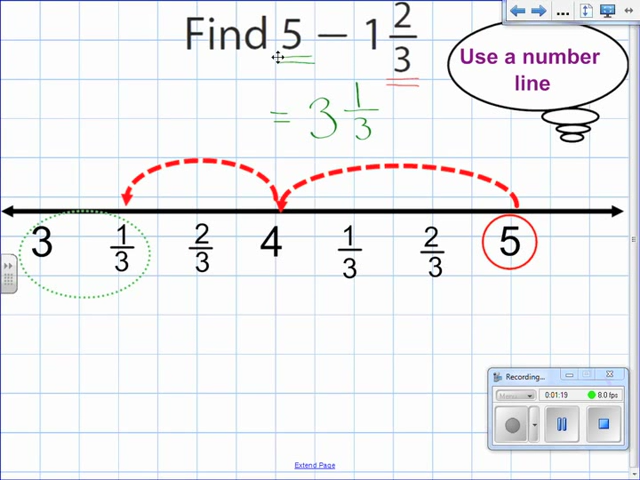 Find 5 − 1 2/3
Use a number
line
= 3 1/3
3 1/3 2/3 4 1/3 2/3 5
Recording...
Menu
0:01:19 8.0 fps
Extend Page